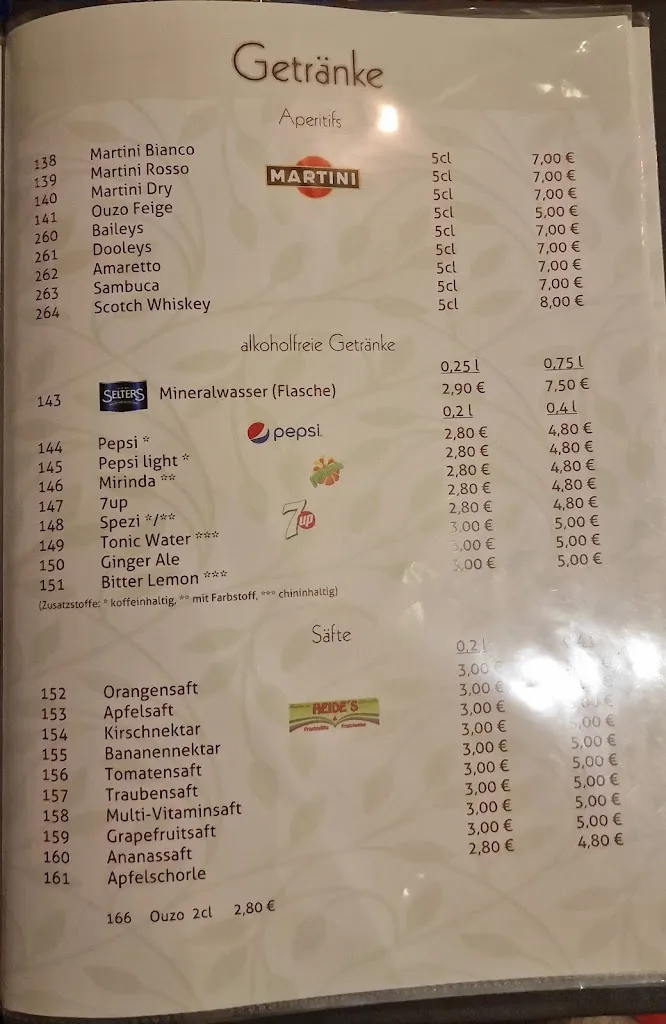 Getränke
Aperitifs
138 Martini Bianco 5cl 7,00 €
139 Martini Rosso 5cl 7,00 €
140 Martini Dry 5cl 7,00 €
141 Ouzo Feige 5cl 5,00 €
260 Baileys 5cl 7,00 €
261 Dooleys 5cl 7,00 €
262 Amaretto 5cl 7,00 €
263 Sambuca 5cl 7,00 €
264 Scotch Whiskey 5cl 8,00 €
MARTINI
alkoholfreie Getränke
0,25 l 0,75 l
143 SELTERS Mineralwasser (Flasche) 2,90 € 7,50 €
0,2 l 0,4 l
144 Pepsi * 2,80 € 4,80 €
145 Pepsi light * 2,80 € 4,80 €
146 Mirinda ** 2,80 € 4,80 €
147 7up 2,80 € 4,80 €
148 Spezi */** 2,80 € 4,80 €
149 Tonic Water *** 3,00 € 5,00 €
150 Ginger Ale 3,00 € 5,00 €
151 Bitter Lemon *** 3,00 € 5,00 €
pepsi
7up
(Zusatzstoffe: * koffeinhaltig, ** mit Farbstoff, *** chininhaltig)
Säfte
0,2 l
152 Orangensaft 3,00 €
153 Apfelsaft 3,00 €
154 Kirschnektar 3,00 €
155 Bananennektar 3,00 €
156 Tomatensaft 3,00 € 5,00 €
157 Traubensaft 3,00 € 5,00 €
158 Multi-Vitaminsaft 3,00 € 5,00 €
159 Grapefruitsaft 3,00 € 5,00 €
160 Ananassaft 3,00 € 5,00 €
161 Apfelschorle 2,80 € 4,80 €
HEIDE'S
166 Ouzo 2cl 2,80 €